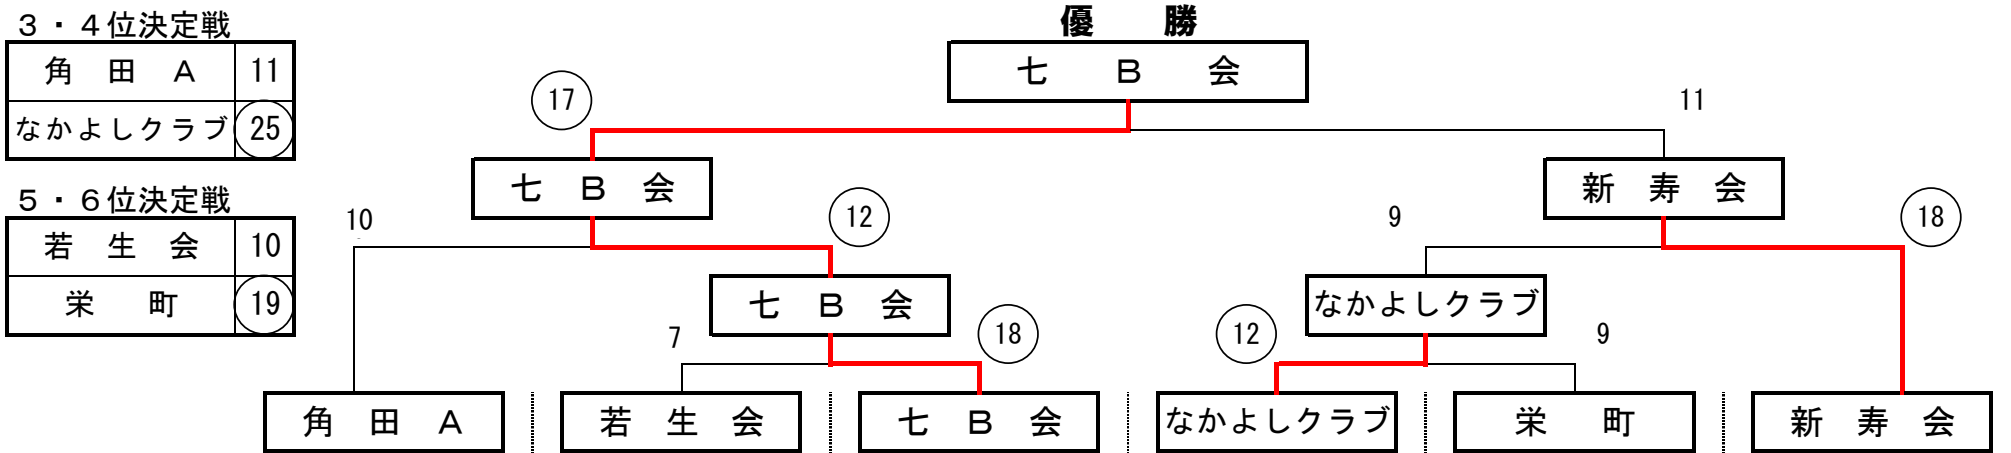 3・4位決定戦
角 田 A 11
なかよしクラブ 25
5・6位決定戦
若 生 会 10
栄 町 19
優 勝
七 B 会
17
11
七 B 会
新 寿 会
10
12
9
18
七 B 会
なかよしクラブ
7
18
12
9
角 田 A
若 生 会
七 B 会
なかよしクラブ
栄 町
新 寿 会